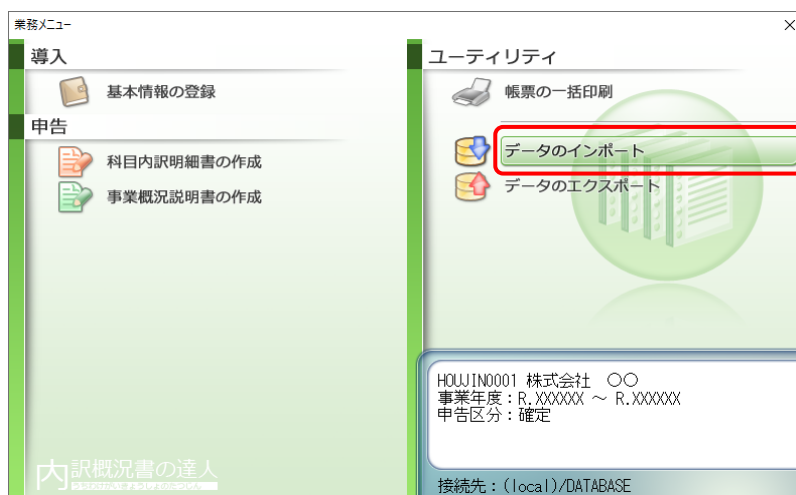 業務メニュー
導入
基本情報の登録
申告
科目内訳明細書の作成
事業概況説明書の作成
ユーティリティ
帳票の一括印刷
データのインポート
データのエクスポート
HOUJIN0001 株式会社 〇〇
事業年度：R.XXXXXX ～ R.XXXXXX
申告区分：確定
接続先：(local)/DATABASE
内訳概況書の達人